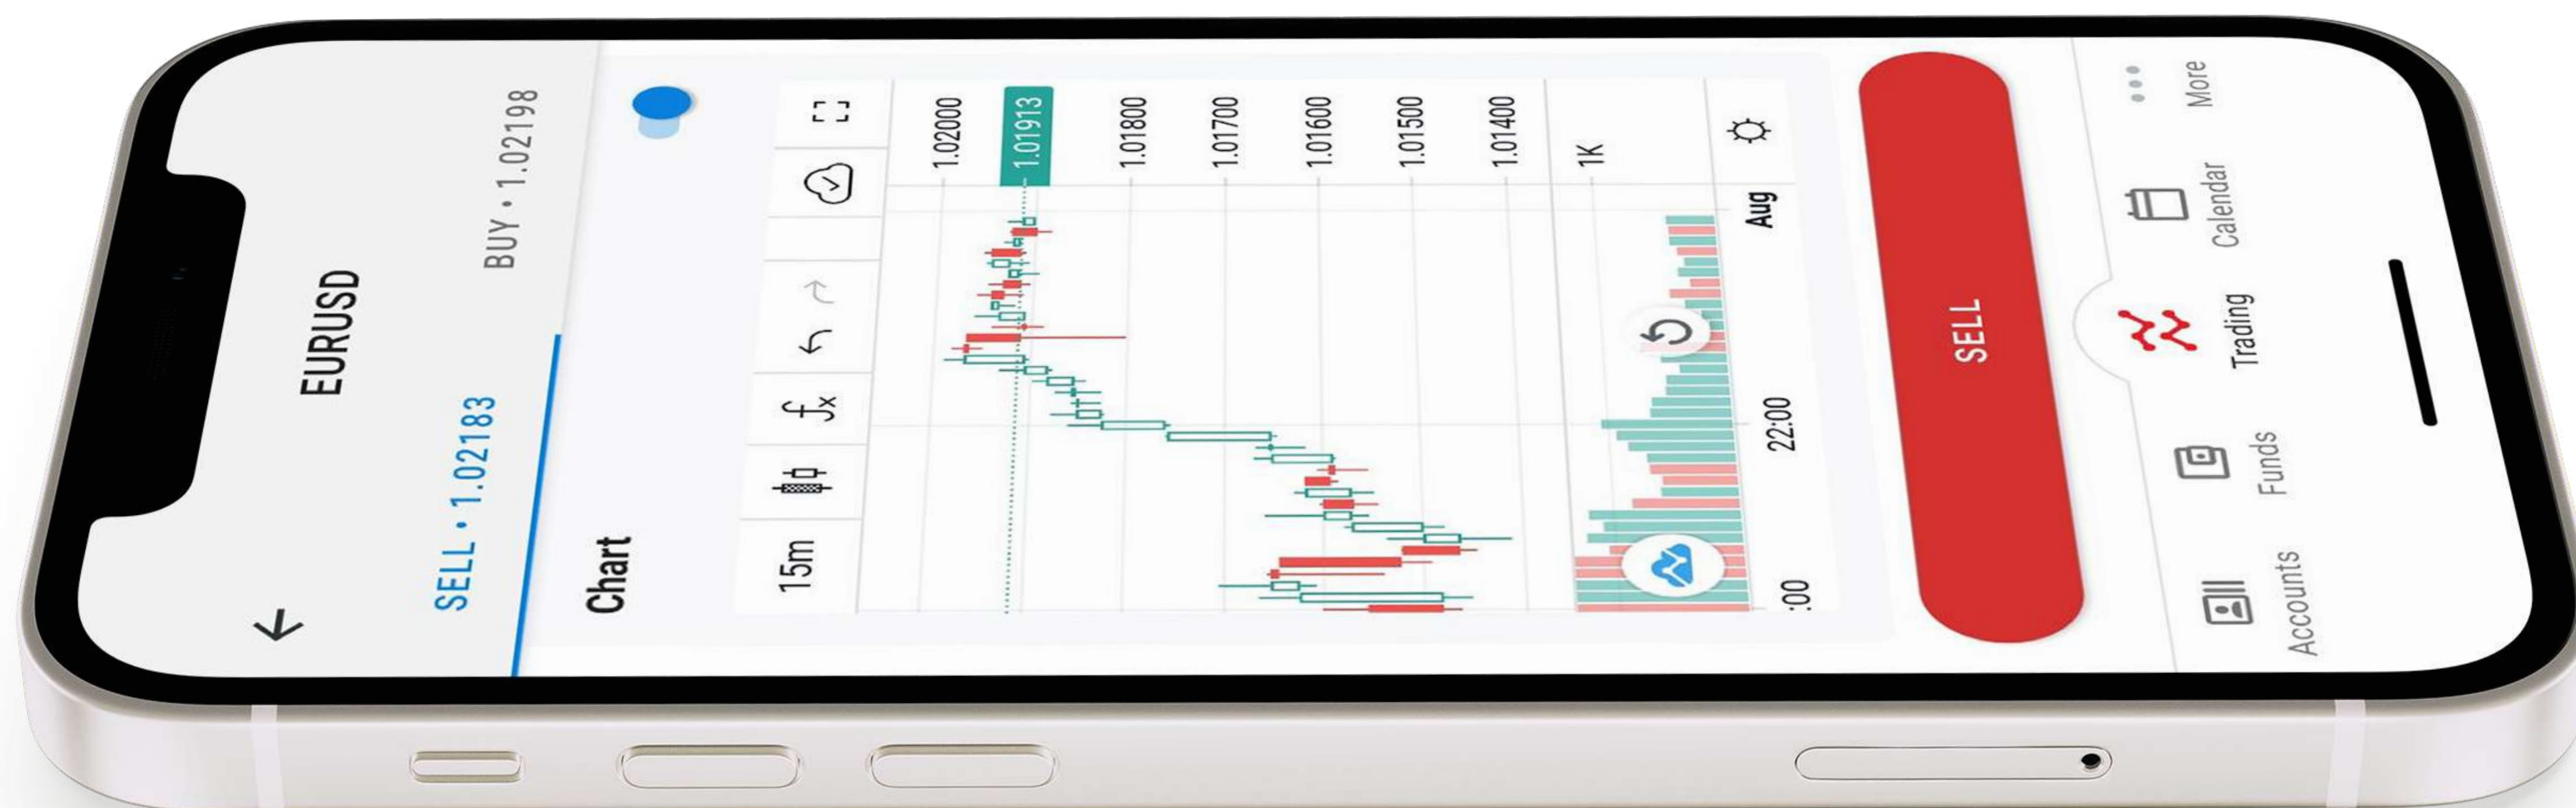 EURUSD
SELL • 1.02183
BUY • 1.02198
Chart
15m
fx
1.02000
1.01913
1.01800
1.01700
1.01600
1.01500
1.01400
1K
:00
22:00
Aug
SELL
Accounts
Funds
Trading
Calendar
More